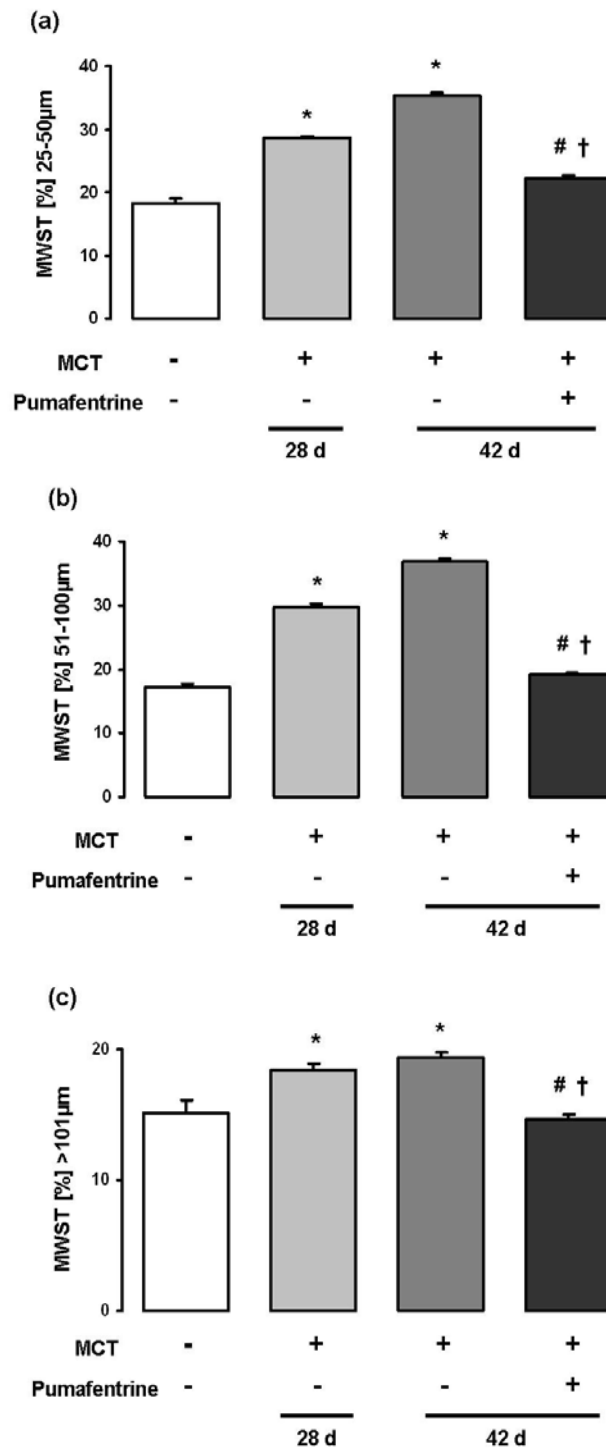 (a)
MWST [%] 25-50µm
40
30
20
10
0
*
*
# †
MCT - + + +
Pumafentrine - - - +
28 d 42 d
(b)
MWST [%] 51-100µm
40
30
20
10
0
*
*
# †
MCT - + + +
Pumafentrine - - - +
28 d 42 d
(c)
MWST [%] >101µm
20
10
0
*
*
# †
MCT - + + +
Pumafentrine - - - +
28 d 42 d